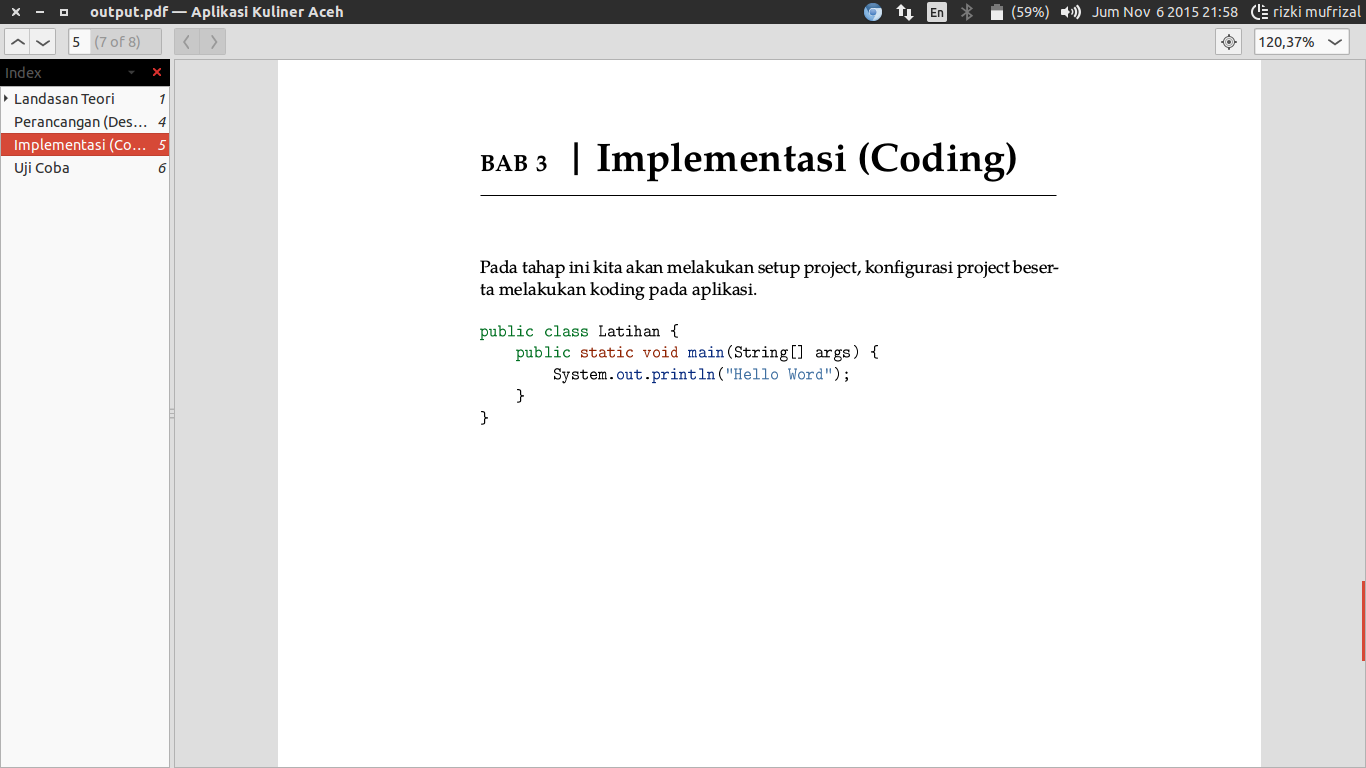 output.pdf — Aplikasi Kuliner Aceh
En
(59%)
Jum Nov 6 2015 21:58
rizki mufrizal
5
(7 of 8)
120,37%
Index
Landasan Teori 1
Perancangan (Des... 4
Implementasi (Co... 5
Uji Coba 6
BAB 3 | Implementasi (Coding)
Pada tahap ini kita akan melakukan setup project, konfigurasi project beser-
ta melakukan koding pada aplikasi.
public class Latihan {
    public static void main(String[] args) {
        System.out.println("Hello Word");
    }
}